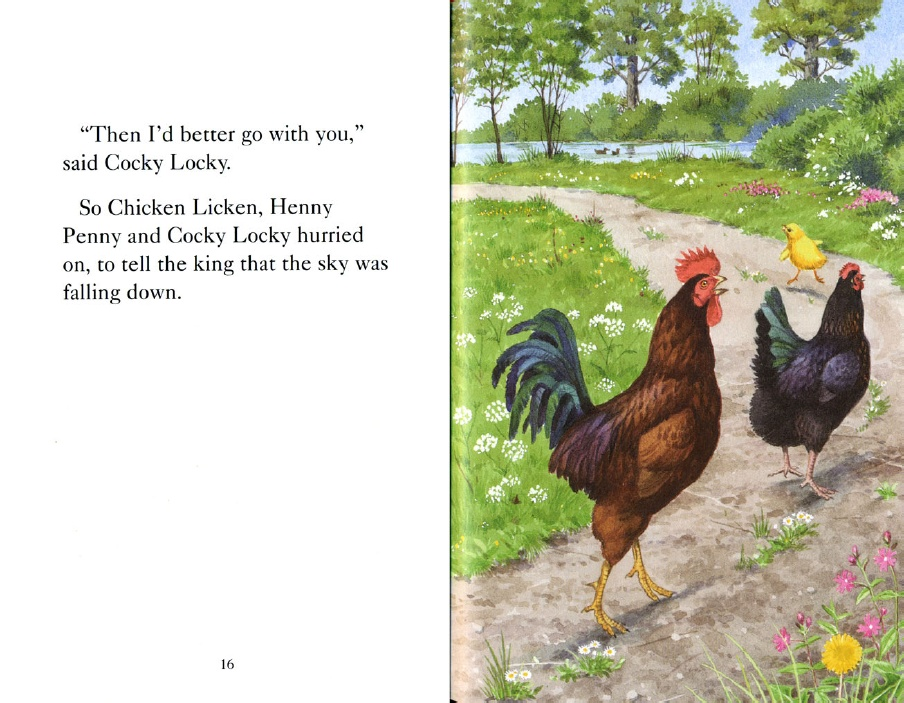 “Then I’d better go with you,”
said Cocky Locky.
So Chicken Licken, Henny
Penny and Cocky Locky hurried
on, to tell the king that the sky was
falling down.
16